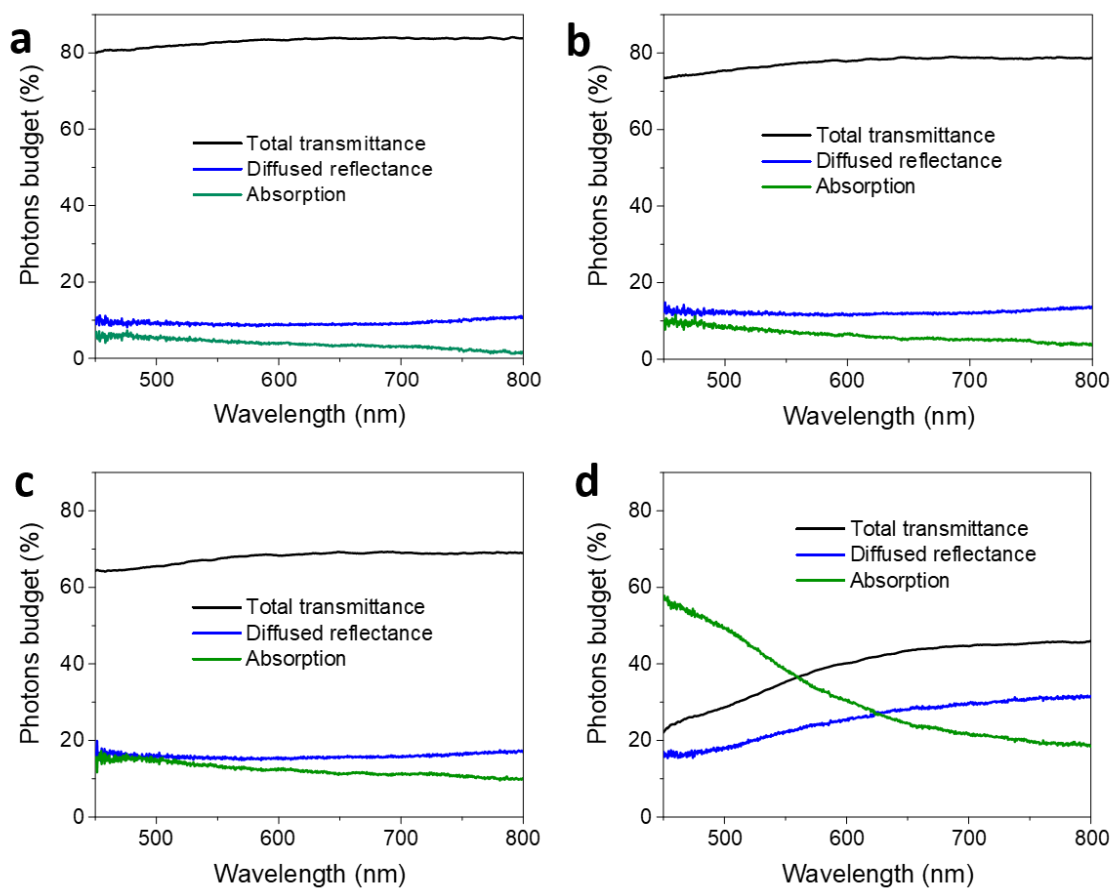 a
Photons budget (%)
80
60
40
20
0
Total transmittance
Diffused reflectance
Absorption
500
600
700
800
Wavelength (nm)
b
Photons budget (%)
80
60
40
20
0
Total transmittance
Diffused reflectance
Absorption
500
600
700
800
Wavelength (nm)
c
Photons budget (%)
80
60
40
20
0
Total transmittance
Diffused reflectance
Absorption
500
600
700
800
Wavelength (nm)
d
Photons budget (%)
80
60
40
20
0
Total transmittance
Diffused reflectance
Absorption
500
600
700
800
Wavelength (nm)